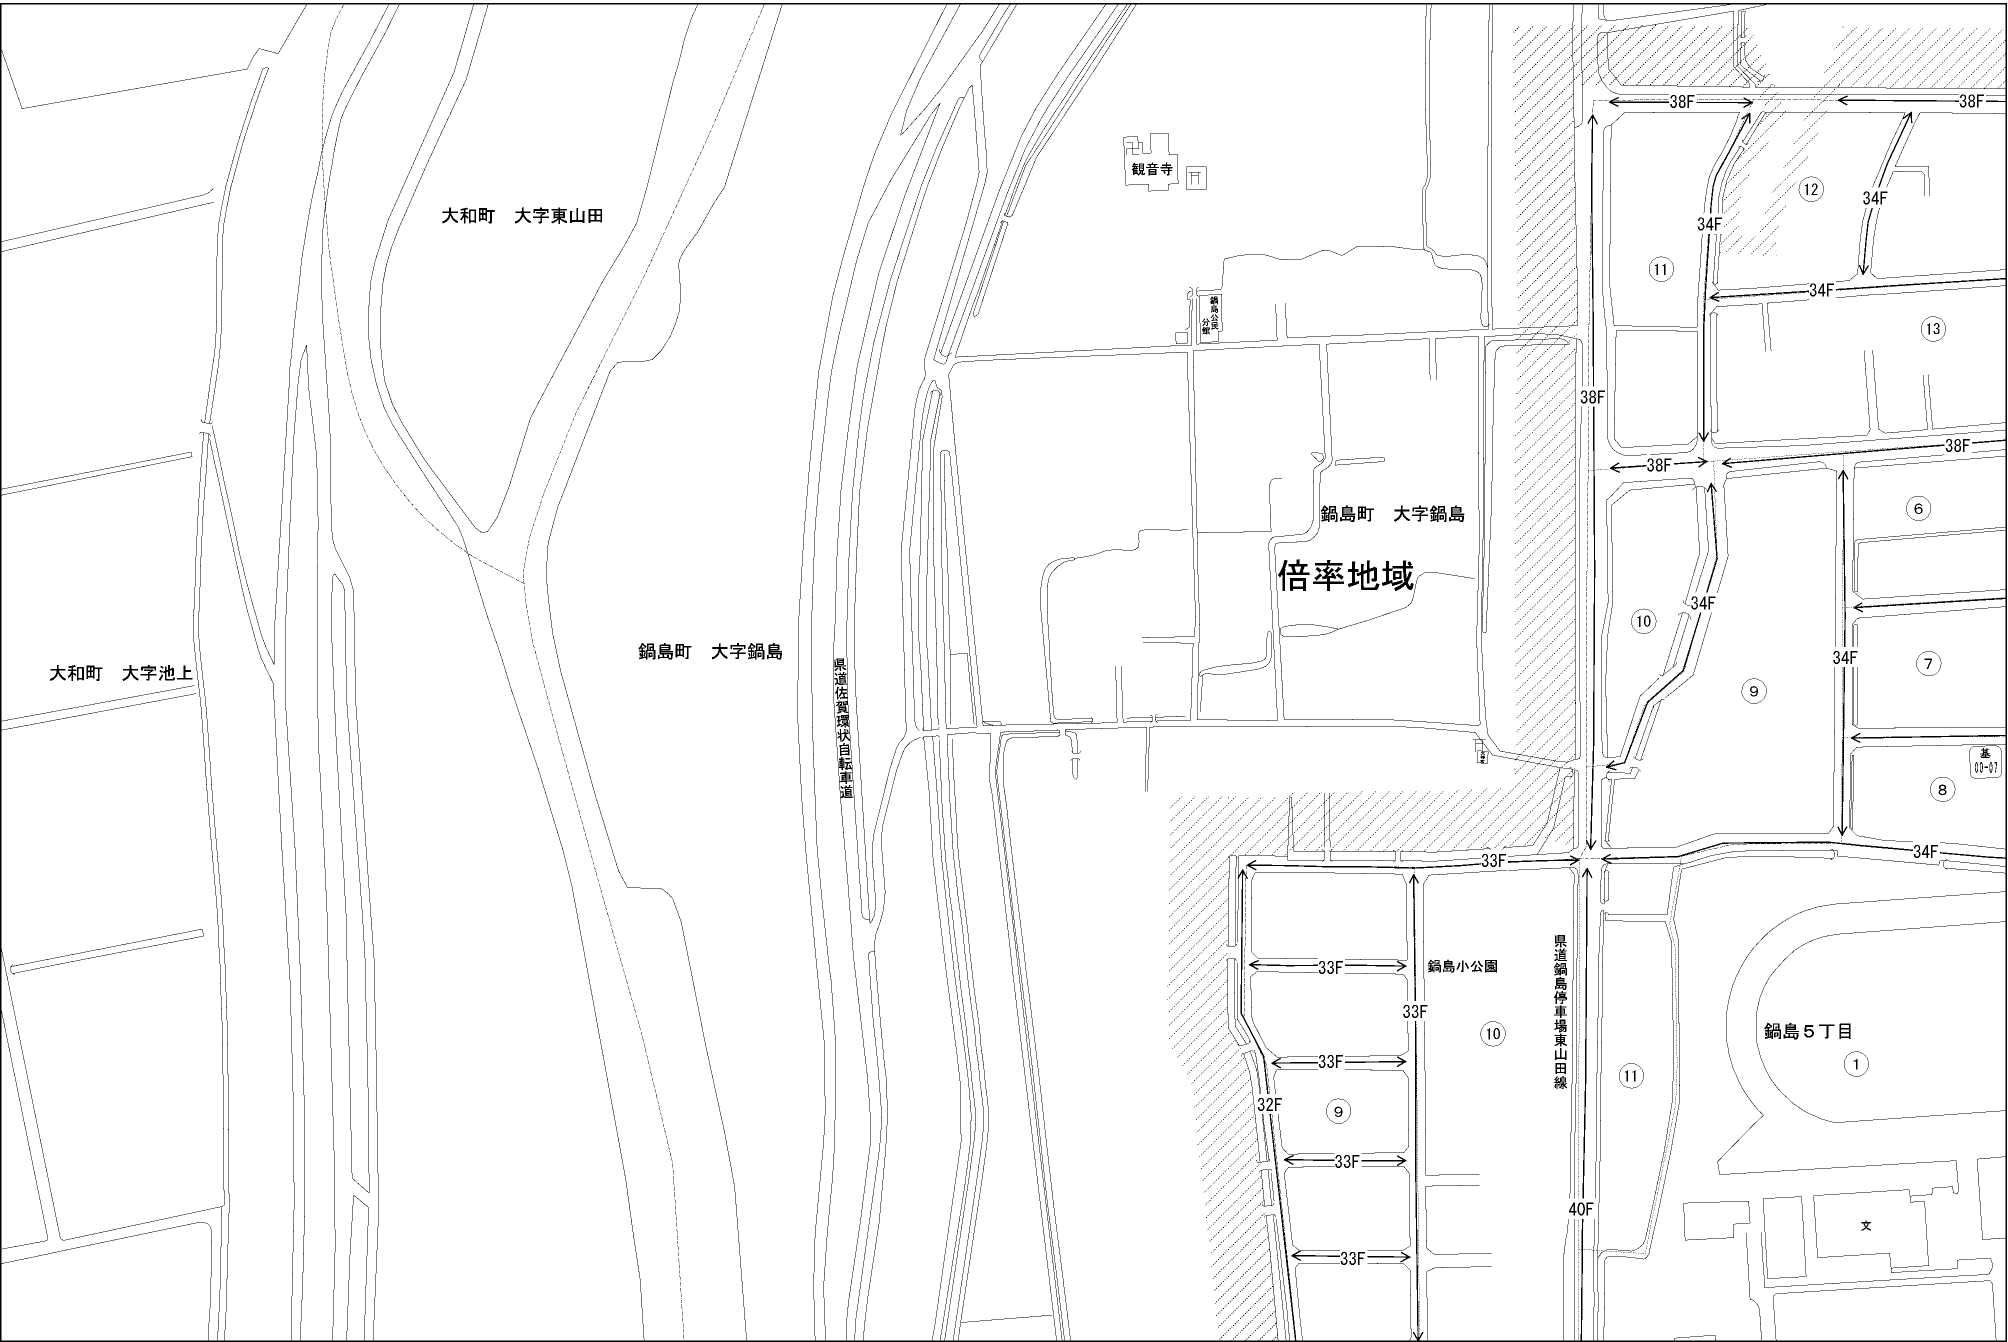 38F
38F
観音寺
12
34F
大和町　大字東山田
34F
11
34F
鍋島公民
分館
13
38F
38F
38F
6
鍋島町　大字鍋島
倍率地域
34F
10
鍋島町　大字鍋島
34F
7
県道佐賀環状自転車道
大和町　大字池上
9
基
00-07
8
33F
34F
33F
鍋島小公園
県道鍋島停車場東山田線
33F
10
鍋島５丁目
33F
1
11
32F
9
33F
40F
文
33F